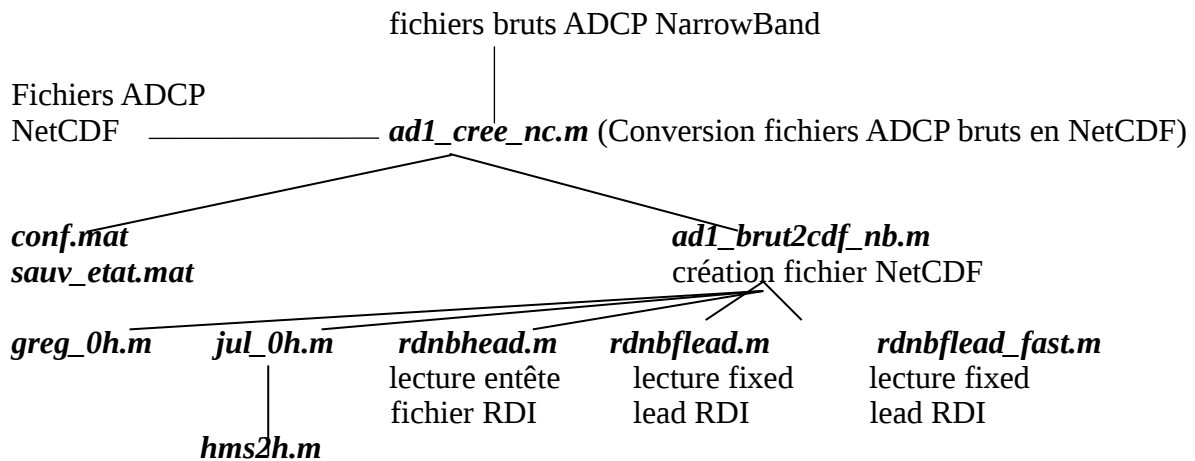 fichiers bruts ADCP NarrowBand
Fichiers ADCP
NetCDF
ad1_cree_nc.m (Conversion fichiers ADCP bruts en NetCDF)
conf.mat
sauv_etat.mat
ad1_brut2cdf_nb.m
création fichier NetCDF
greg_0h.m
jul_0h.m
rdnbhead.m
rdnbflead.m
rdnbflead_fast.m
lecture entête
fichier RDI
lecture fixed
lead RDI
lecture fixed
lead RDI
hms2h.m